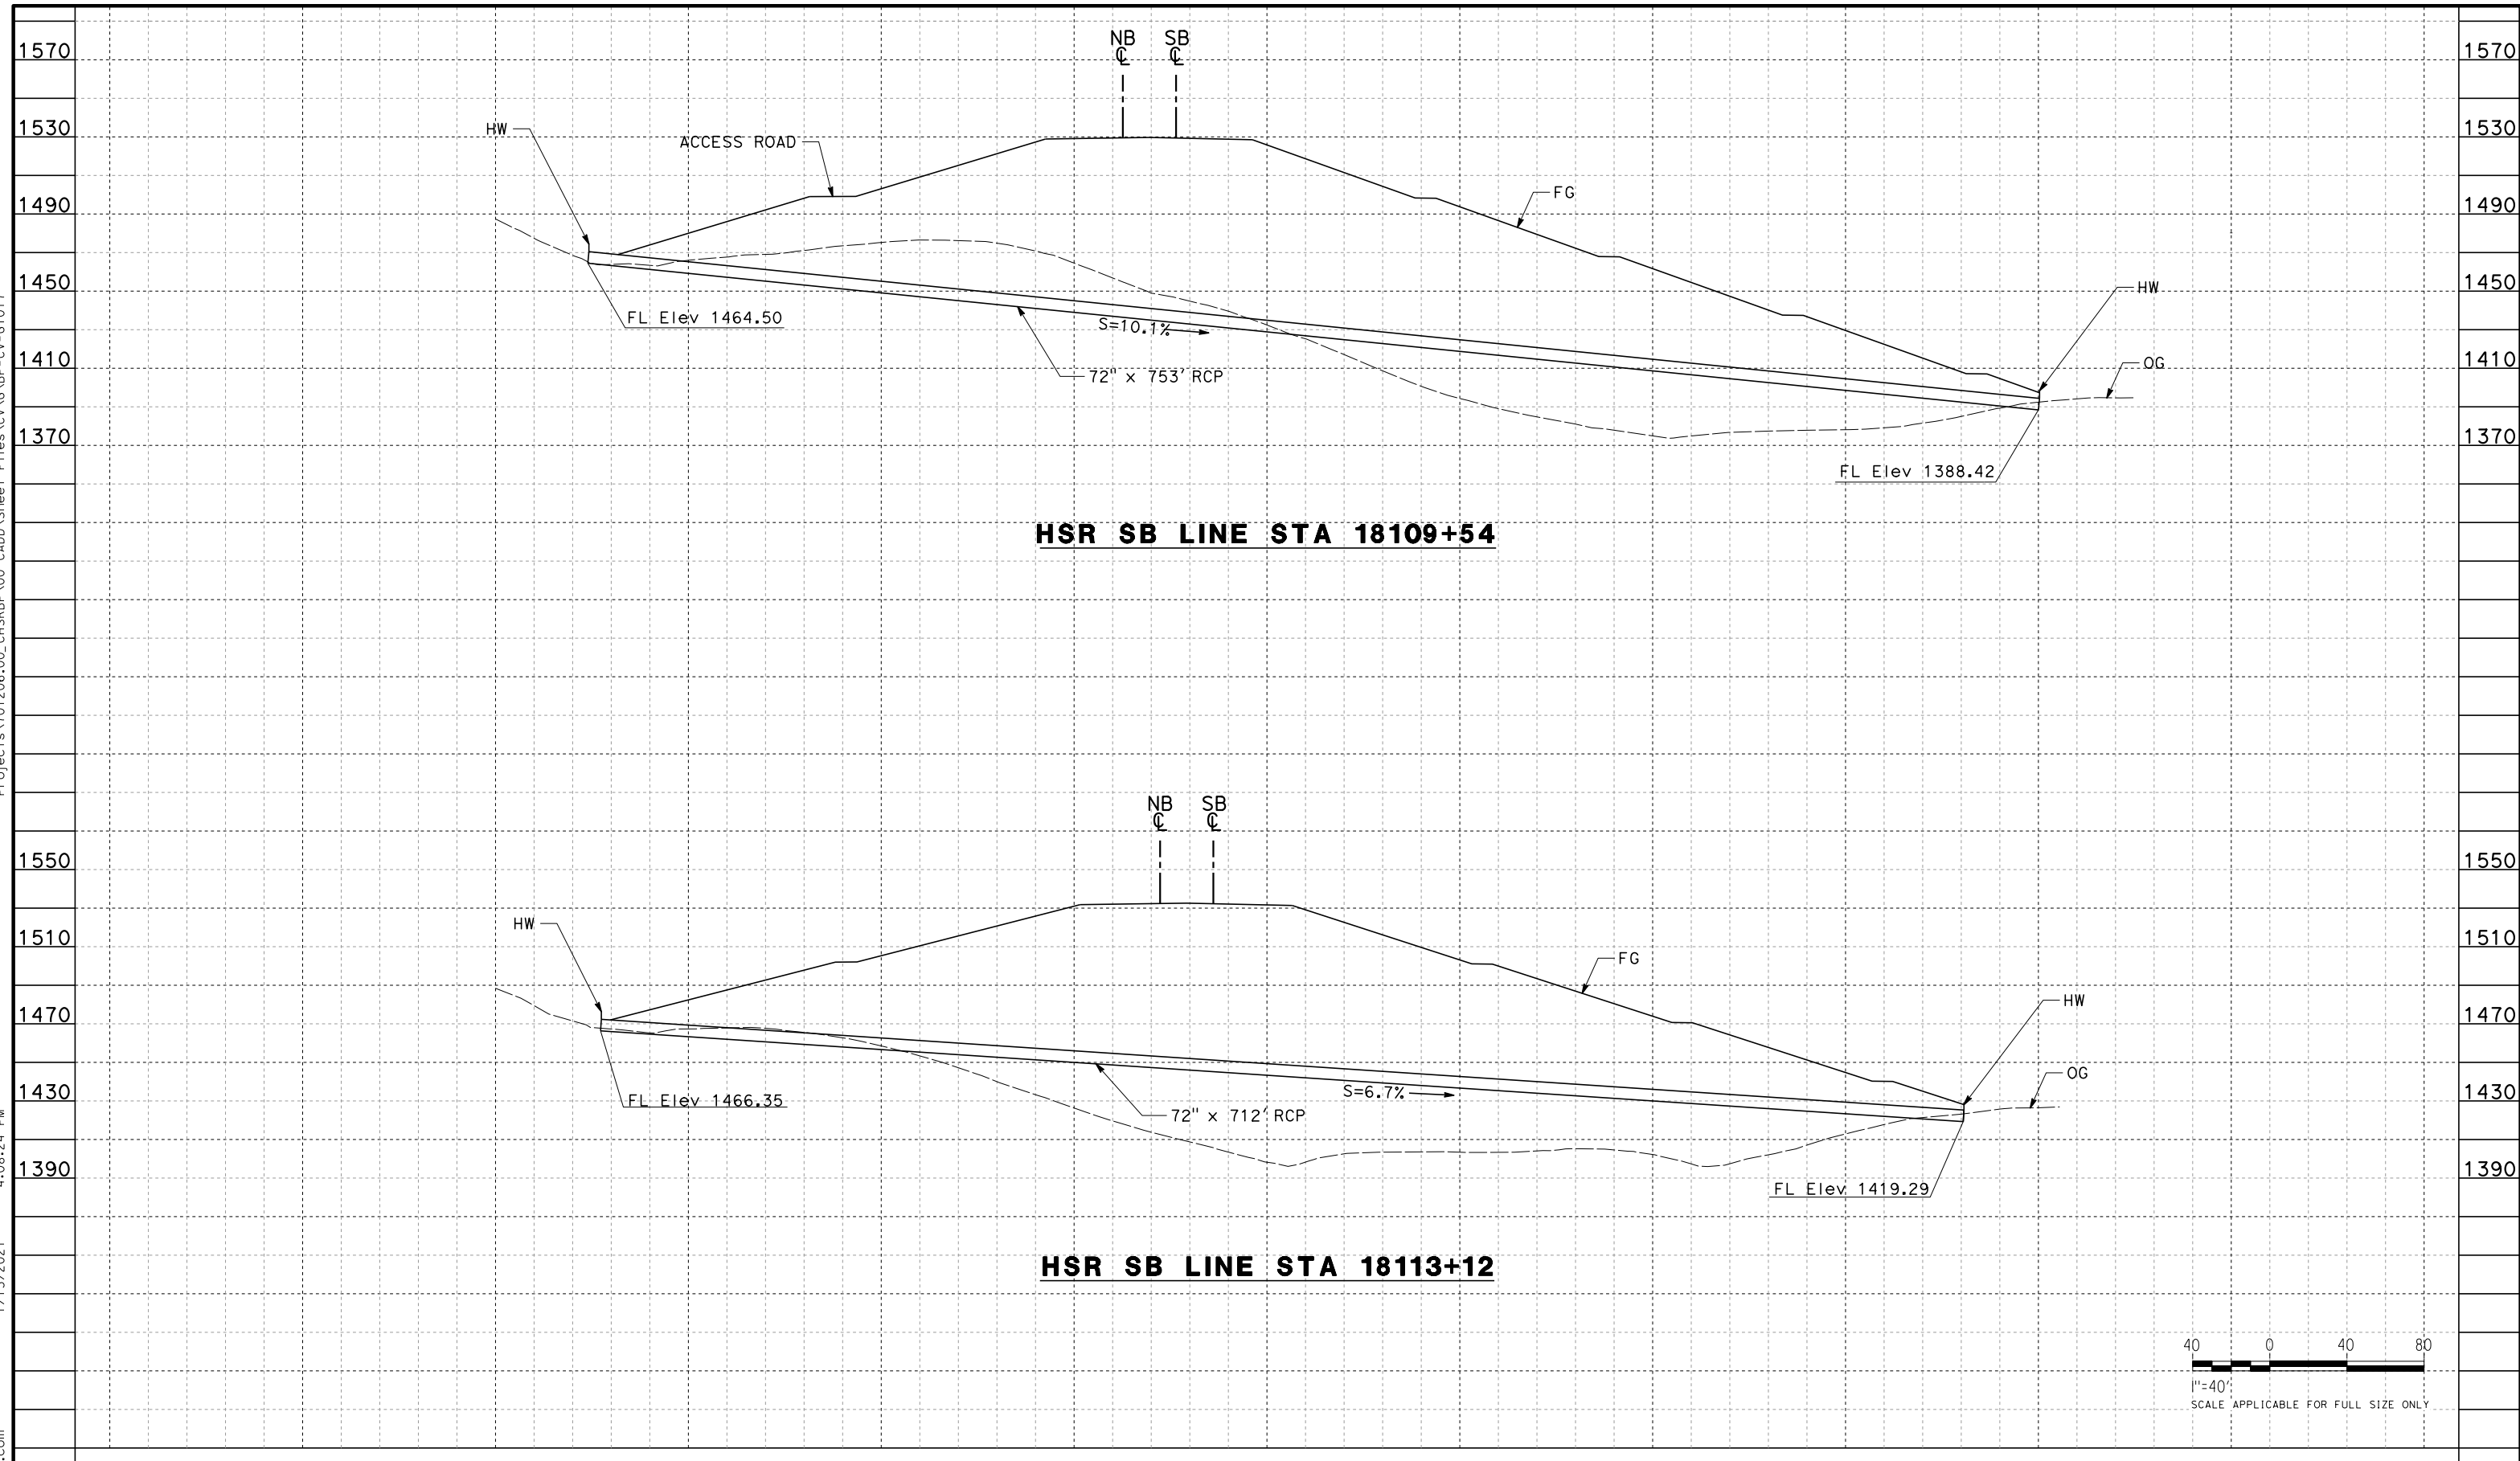 NB SB
℄ ℄
1570 1570
HW
1530 1530
ACCESS ROAD
1490 1490
FG
1450 1450
HW
FL Elev 1464.50
S=10.1%
1410 1410
OG
72" x 753' RCP
1370 1370
FL Elev 1388.42
HSR SB LINE STA 18109+54
NB SB
℄ ℄
1550 1550
HW
1510 1510
FG
1470 1470
HW
OG
1430 1430
FL Elev 1466.35
S=6.7%
72" x 712' RCP
1390 1390
FL Elev 1419.29
HSR SB LINE STA 18113+12
40 0 40 80
1"=40'
SCALE APPLICABLE FOR FULL SIZE ONLY